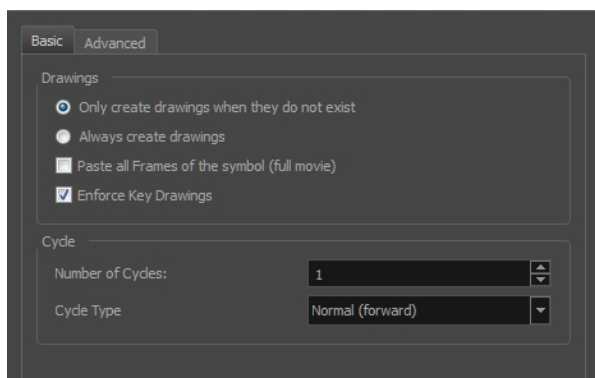 Basic
Advanced
Drawings
Only create drawings when they do not exist
Always create drawings
Paste all Frames of the symbol (full movie)
Enforce Key Drawings
Cycle
Number of Cycles: 1
Cycle Type Normal (forward)